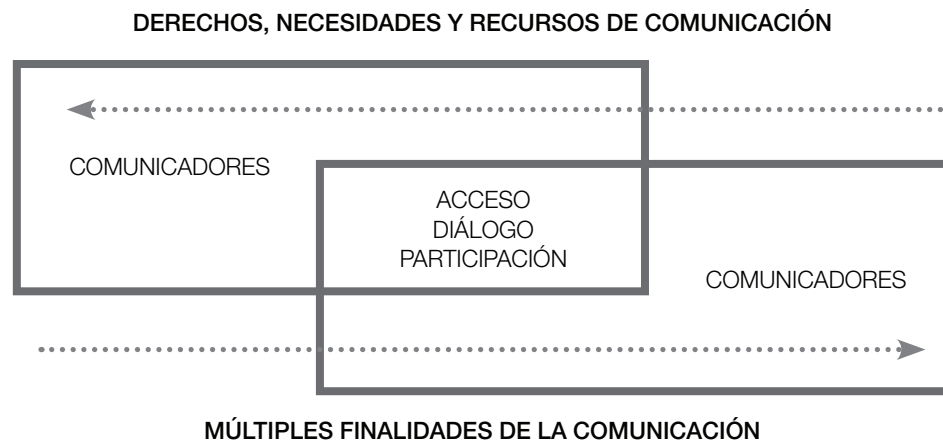 DERECHOS, NECESIDADES Y RECURSOS DE COMUNICACIÓN
COMUNICADORES
ACCESO
DIÁLOGO
PARTICIPACIÓN
COMUNICADORES
MÚLTIPLES FINALIDADES DE LA COMUNICACIÓN